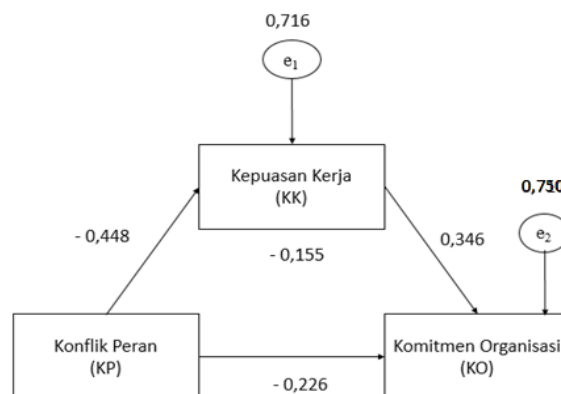 0,716
e1
Kepuasan Kerja
(KK)
- 0,448
- 0,155
0,346
e2
Konflik Peran
(KP)
Komitmen Organisasi
(KO)
- 0,226